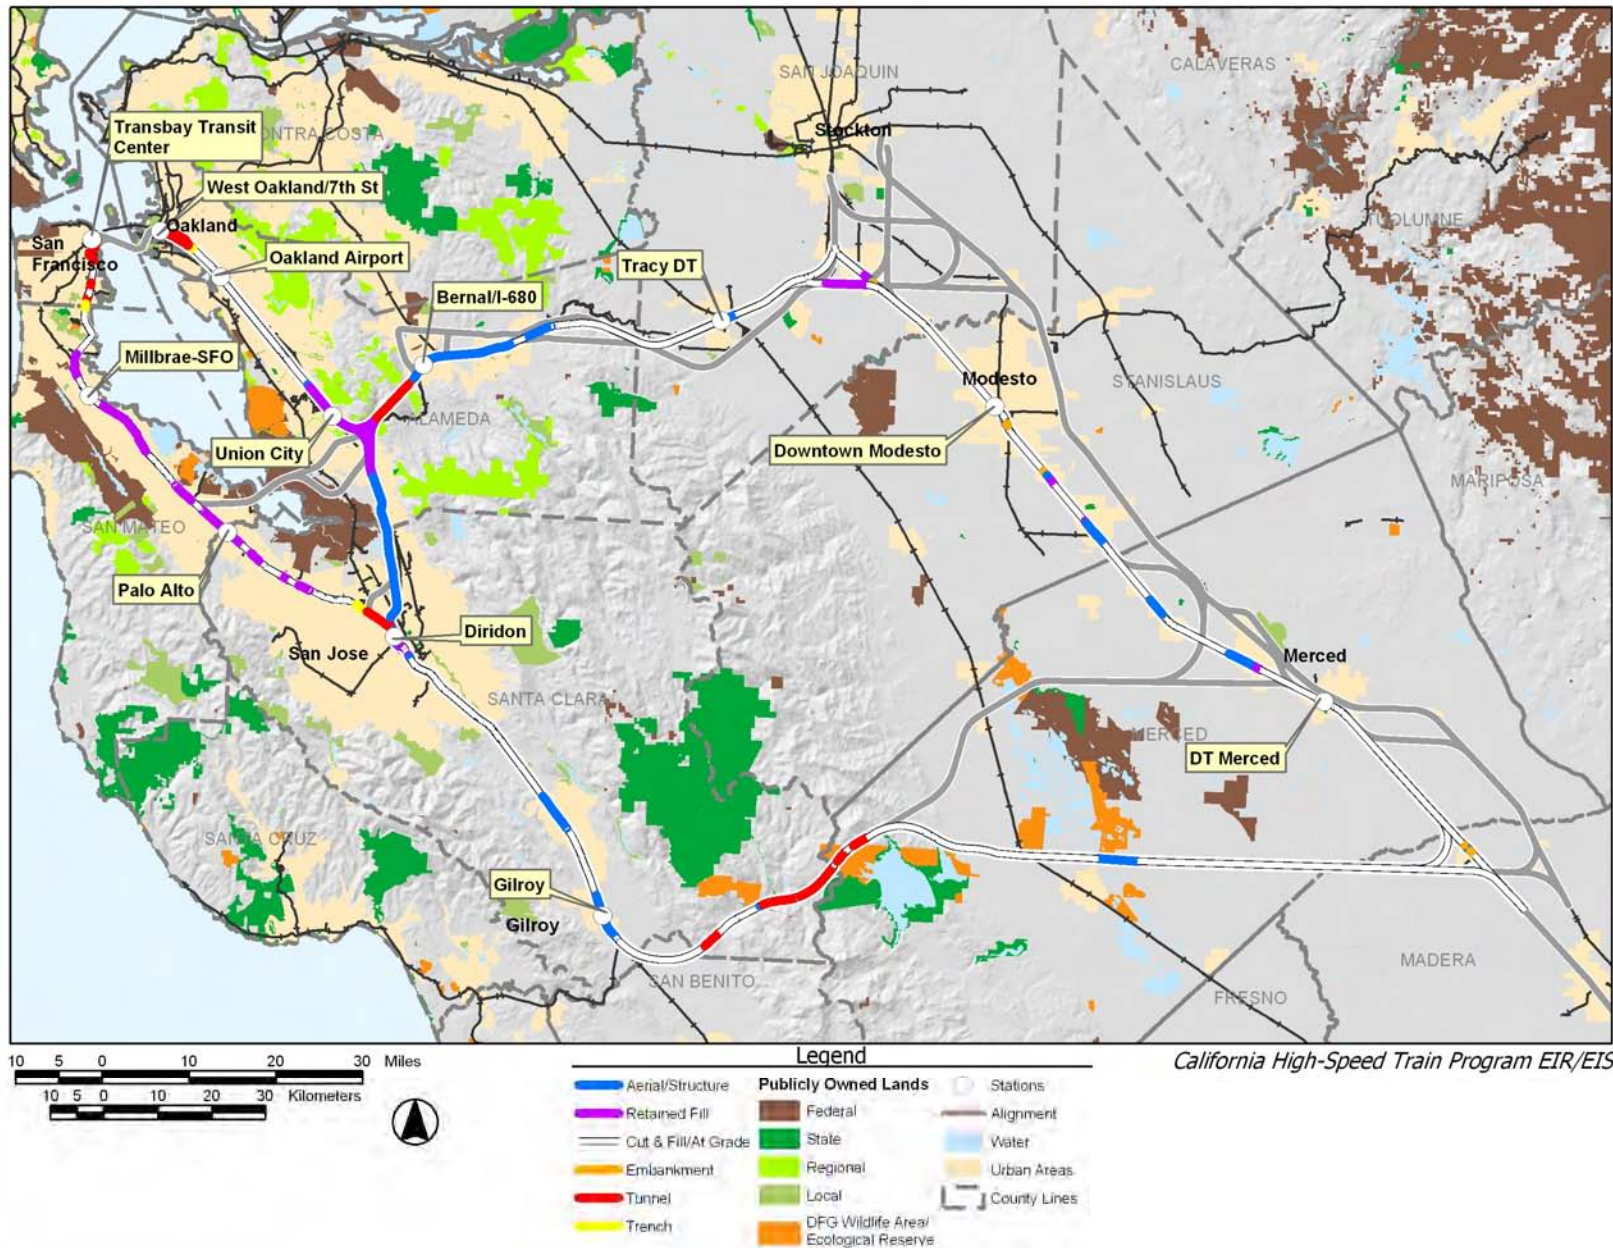 SAN JOAQUIN
CALAVERAS
Transbay Transit
Center
ONTRA COSTA
Stockton
West Oakland/7th St
Oakland
TUOLUMNE
San
Francisco
Oakland Airport
Tracy DT
Bernal/I-680
Millbrae-SFO
Modesto
STANISLAUS
ALAMEDA
Union City
Downtown Modesto
MARIPOSA
SAN MATEO
Palo Alto
Diridon
San Jose
Merced
SANTA CLARA
MERCED
DT Merced
SANTA CRUZ
Gilroy
Gilroy
MADERA
SAN BENITO
FRESNO
10 5 0 10 20 30 Miles
10 5 0 10 20 30 Kilometers
Legend
California High-Speed Train Program EIR/EIS
Aerial/Structure
Retained Fill
Cut & Fill/At Grade
Embankment
Tunnel
Trench
Publicly Owned Lands
Federal
State
Regional
Local
DFG Wildlife Area/
Ecological Reserve
Stations
Alignment
Water
Urban Areas
County Lines